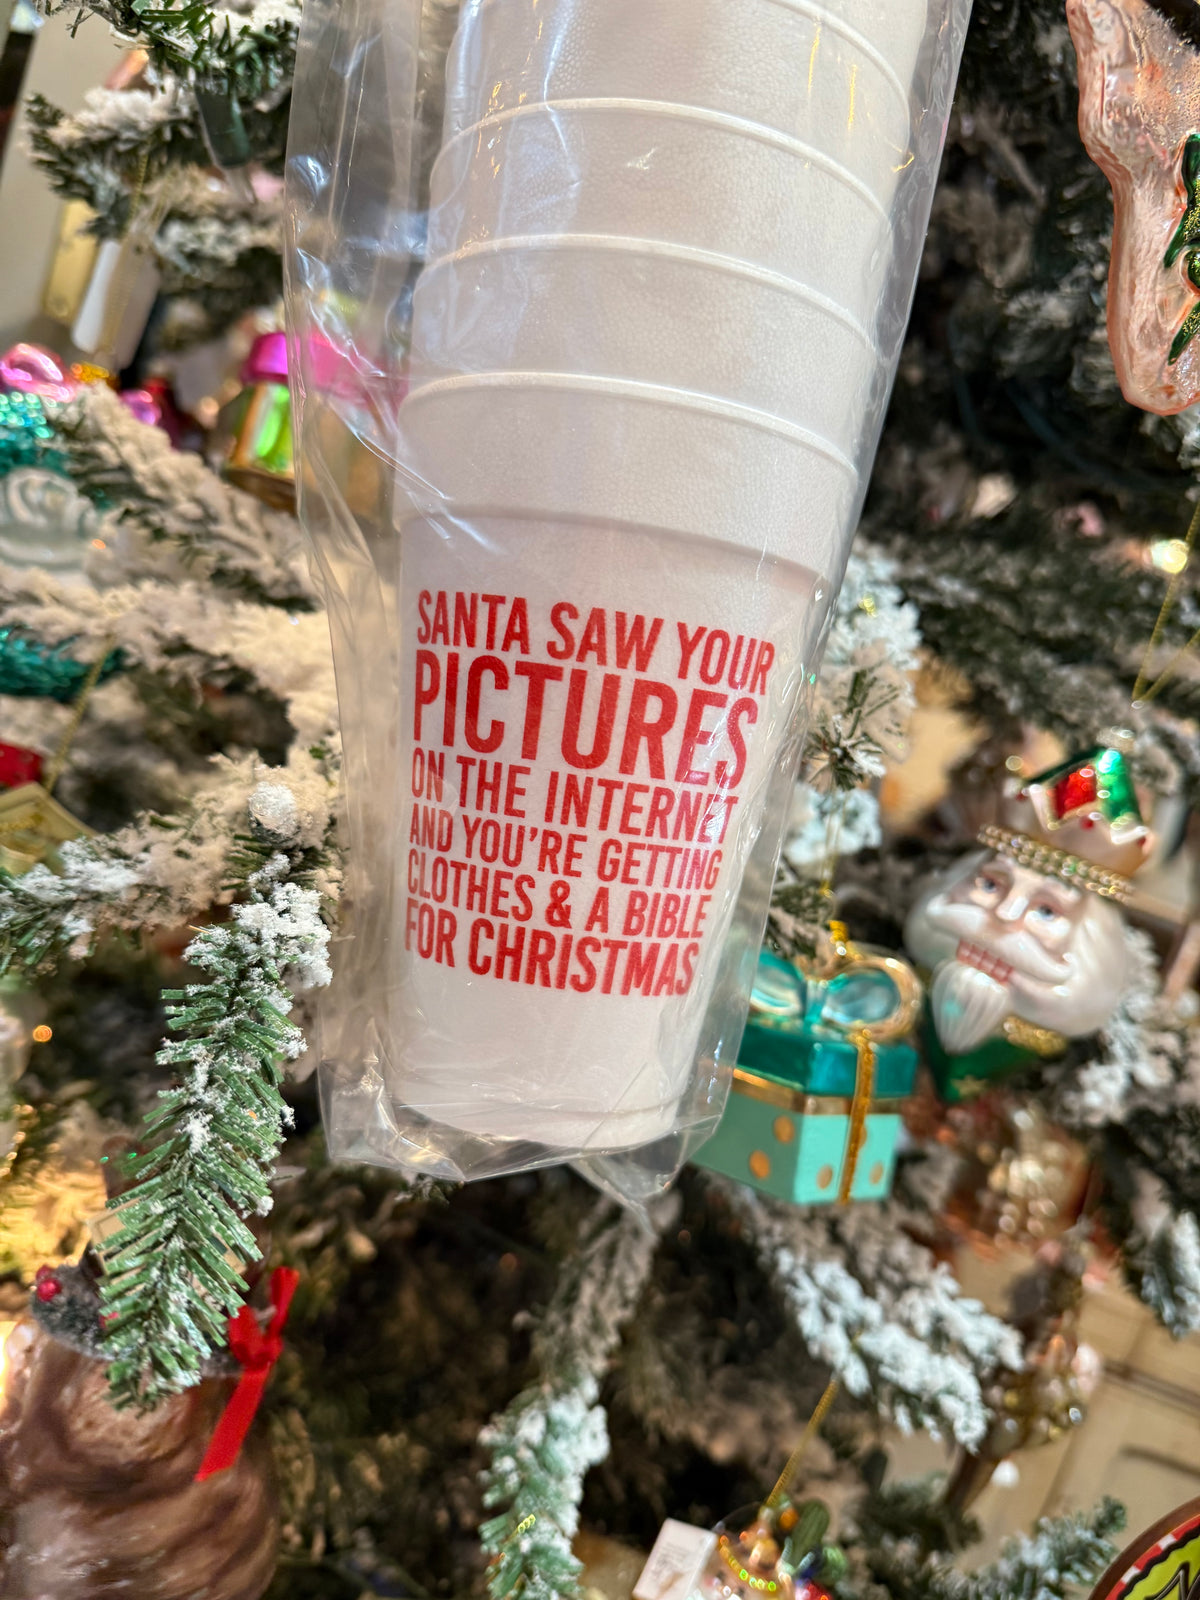 SANTA SAW YOUR
PICTURES
ON THE INTERNET
AND YOU'RE GETTING
CLOTHES & A BIBLE
FOR CHRISTMAS